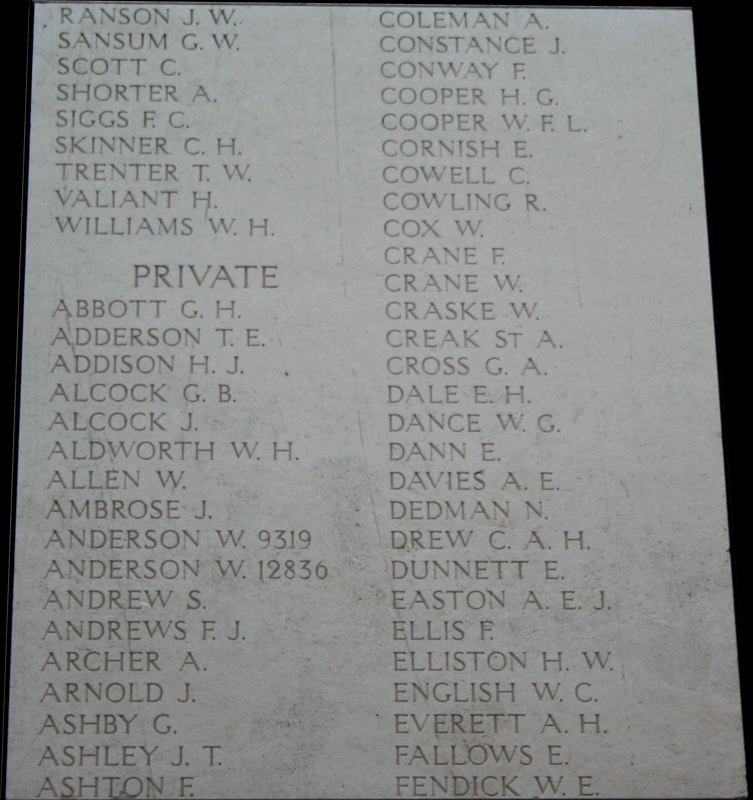 RANSON J. W.
SANSUM G. W.
SCOTT C.
SHORTER A.
SIGGS F. C.
SKINNER C. H.
TRENTER T. W.
VALIANT H.
WILLIAMS W. H.
PRIVATE
ABBOTT G. H.
ADDERSON T. E.
ADDISON H. J.
ALCOCK G. B.
ALCOCK J.
ALDWORTH W. H.
ALLEN W.
AMBROSE J.
ANDERSON W. 9319
ANDERSON W. 12836
ANDREW S.
ANDREWS F. J.
ARCHER A.
ARNOLD J.
ASHBY G.
ASHLEY J. T.
ASHTON F.
COLEMAN A.
CONSTANCE J.
CONWAY F.
COOPER H. G.
COOPER W. F. L.
CORNISH E.
COWELL C.
COWLING R.
COX W.
CRANE F.
CRANE W.
CRASKE W.
CREAK ST A.
CROSS G. A.
DALE E. H.
DANCE W. G.
DANN E.
DAVIES A. E.
DEDMAN N.
DREW C. A. H.
DUNNETT E.
EASTON A. E. J.
ELLIS F.
ELLISTON H. W.
ENGLISH W. C.
EVERETT A. H.
FALLOWS E.
FENDICK W. E.